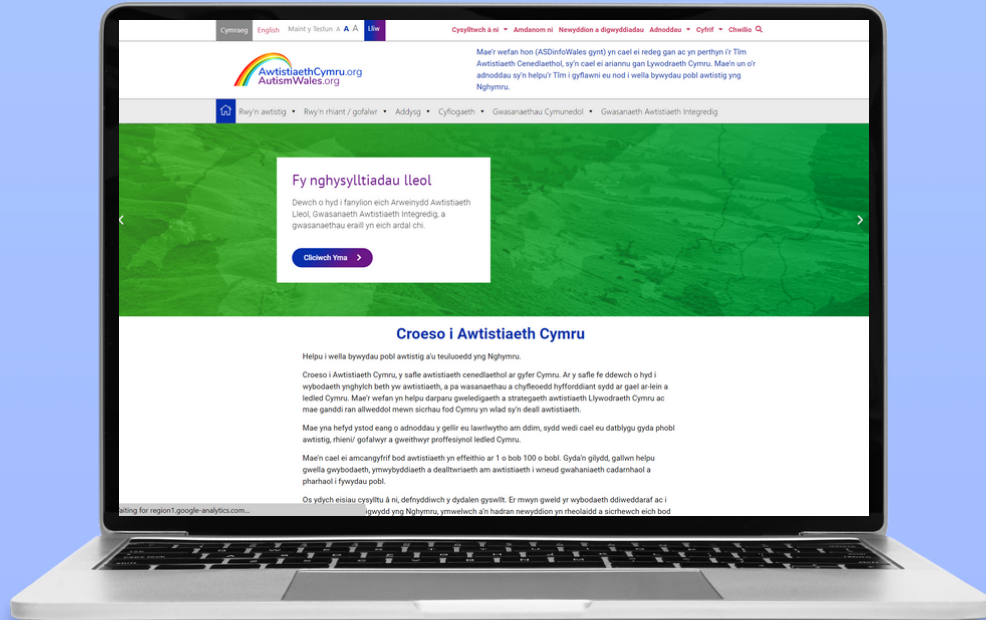 Cymraeg English Maint y Testun A A A Lliw
Cysylltwch â ni Amdanom ni Newyddion a digwyddiadau Adnoddau Cyfrif Chwilio
AwtistiaethCymru.org
AutismWales.org
Mae'r wefan hon (ASDinfoWales gynt) yn cael ei redeg gan ac yn perthyn i'r Tîm
Awtistiaeth Cenedlaethol, sy'n cael ei ariannu gan Lywodraeth Cymru. Mae'n un o'r
adnoddau sy'n helpu'r Tîm i gyflawni eu nod i wella bywydau pobl awtistig yng
Nghymru.
Rwy'n awtistig Rwy'n rhiant / gofalwr Addysg Cyflogaeth Gwasanaethau Cymunedol Gwasanaeth Awtistiaeth Integredig
Fy nghysylltiadau lleol
Dewch o hyd i fanylion eich Arweinydd Awtistiaeth
Lleol, Gwasanaeth Awtistiaeth Integredig, a
gwasanaethau eraill yn eich ardal chi.
Cliciwch Yma
Croeso i Awtistiaeth Cymru
Helpu i wella bywydau pobl awtistig a'u teuluoedd yng Nghymru.
Croeso i Awtistiaeth Cymru, y safle awtistiaeth cenedlaethol ar gyfer Cymru. Ar y safle fe ddewch o hyd i
wybodaeth ynghylch beth yw awtistiaeth, a pa wasanaethau a chyfleoedd hyfforddiant sydd ar gael ar-lein a
ledled Cymru. Mae'r wefan yn helpu darparu gweledigaeth a strategaeth awtistiaeth Llywodraeth Cymru ac
mae ganddi ran allweddol mewn sicrhau fod Cymru yn wlad sy'n deall awtistiaeth.
Mae yna hefyd ystod eang o adnoddau y gellir eu lawrlwytho am ddim, sydd wedi cael eu datblygu gyda phobl
awtistig, rhieni/ gofalwyr a gweithwyr proffesiynol ledled Cymru.
Mae'n cael ei amcangyfrif bod awtistiaeth yn effeithio ar 1 o bob 100 o bobl. Gyda'n gilydd, gallwn helpu
gwella gwybodaeth, ymwybyddiaeth a dealltwriaeth am awtistiaeth i wneud gwahaniaeth cadarnhaol a
pharhaol i fywydau pobl.
Os ydych eisiau cysylltu â ni, defnyddiwch y dydalen gyswllt. Er mwyn gweld yr wybodaeth ddiweddaraf ac i
igwydd yng Nghymru, ymwelwch a'n hadran newyddion yn rheolaidd a sicrhewch eich bod
aiting for region1.google-analytics.com...